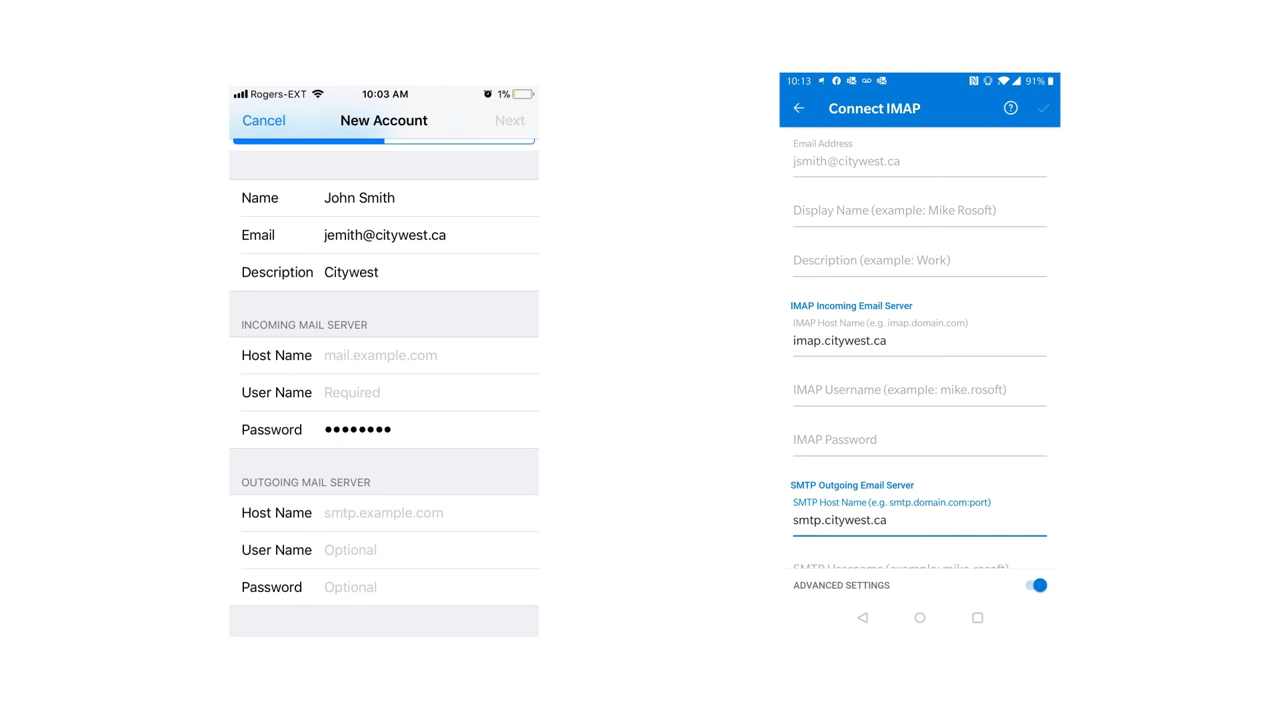 Rogers-EXT 10:03 AM 1%
Cancel New Account Next
Name John Smith
Email jemith@citywest.ca
Description Citywest
INCOMING MAIL SERVER
Host Name mail.example.com
User Name Required
Password ••••••••
OUTGOING MAIL SERVER
Host Name smtp.example.com
User Name Optional
Password Optional
10:13 91%
Connect IMAP
Email Address
jsmith@citywest.ca
Display Name (example: Mike Rosoft)
Description (example: Work)
IMAP Incoming Email Server
IMAP Host Name (e.g. imap.domain.com)
imap.citywest.ca
IMAP Username (example: mike.rosoft)
IMAP Password
SMTP Outgoing Email Server
SMTP Host Name (e.g. smtp.domain.com:port)
smtp.citywest.ca
SMTP Username (example: mike.rosoft)
ADVANCED SETTINGS